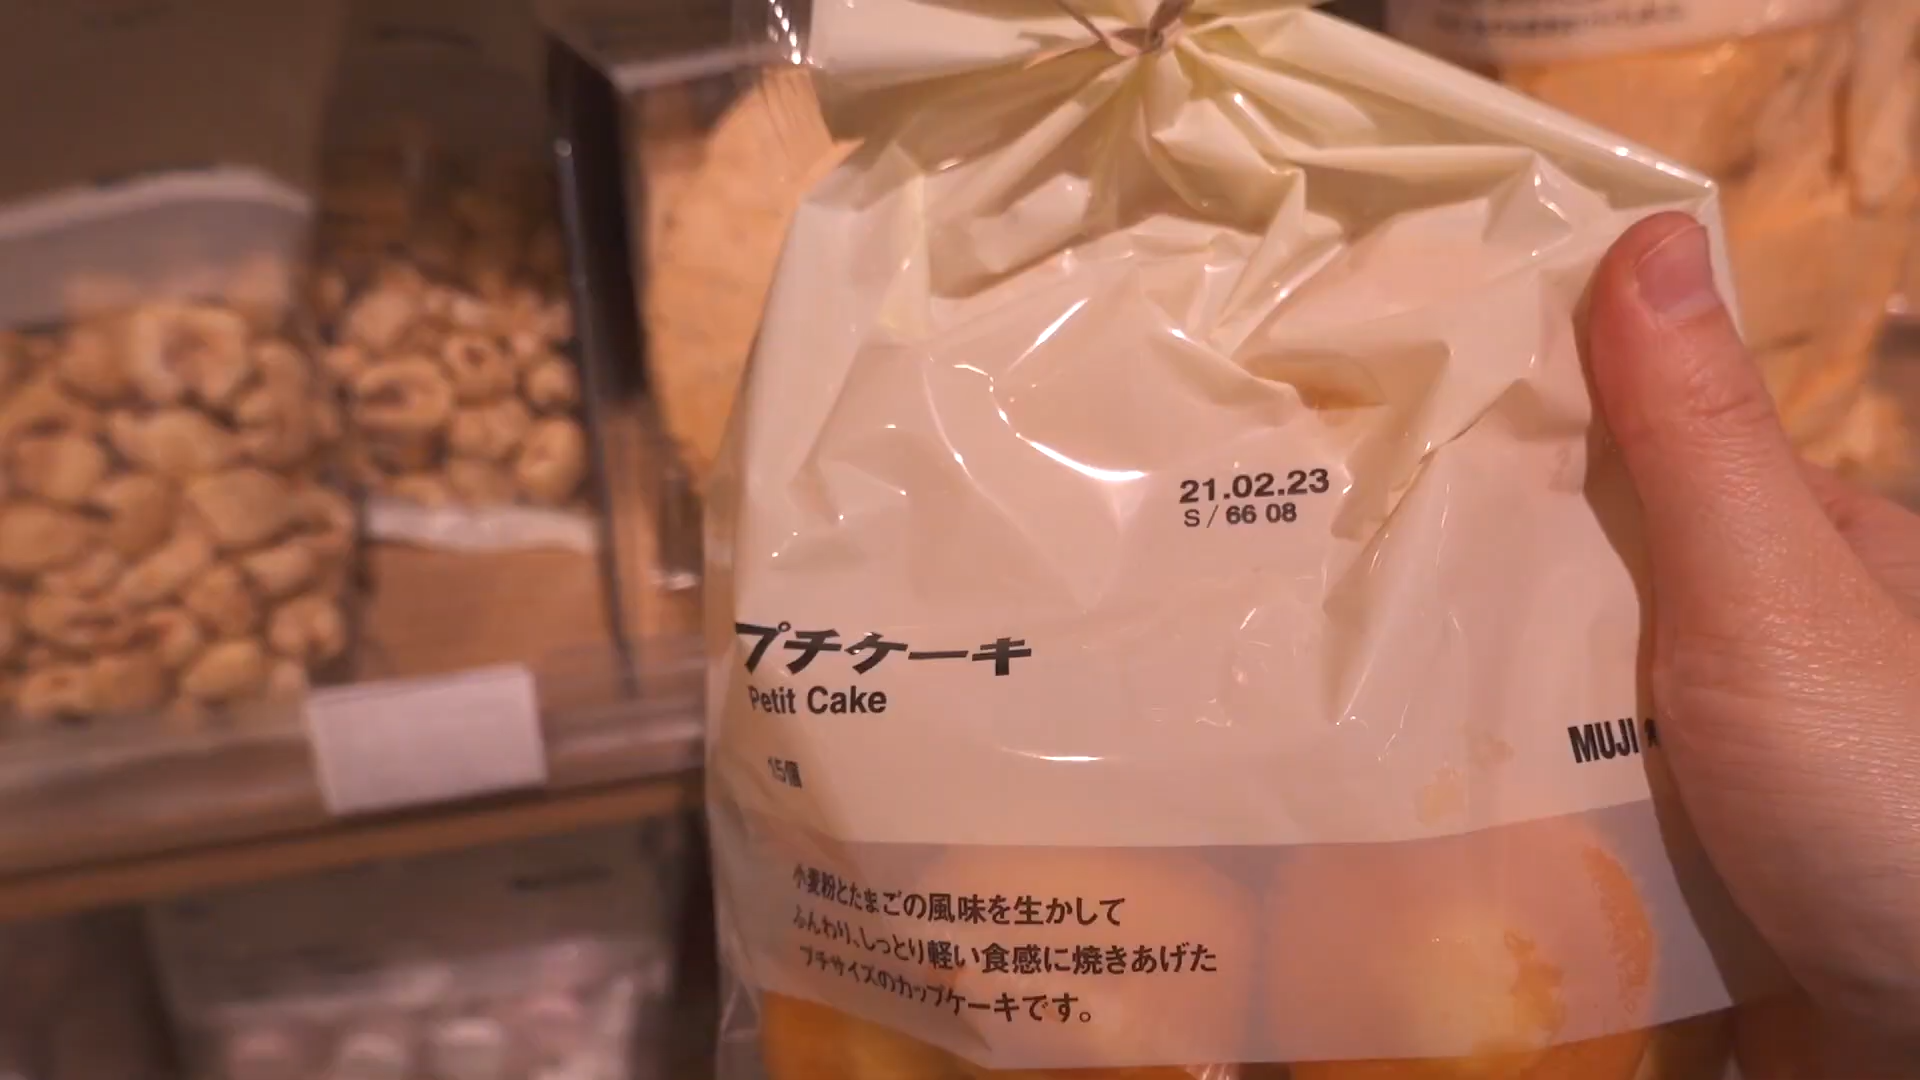 21.02.23
S/ 66 08
プチケーキ
Petit Cake
15個
MUJI
小麦粉とたまごの風味を生かして
ふんわり、しっとり軽い食感に焼きあげた
プチサイズのカップケーキです。